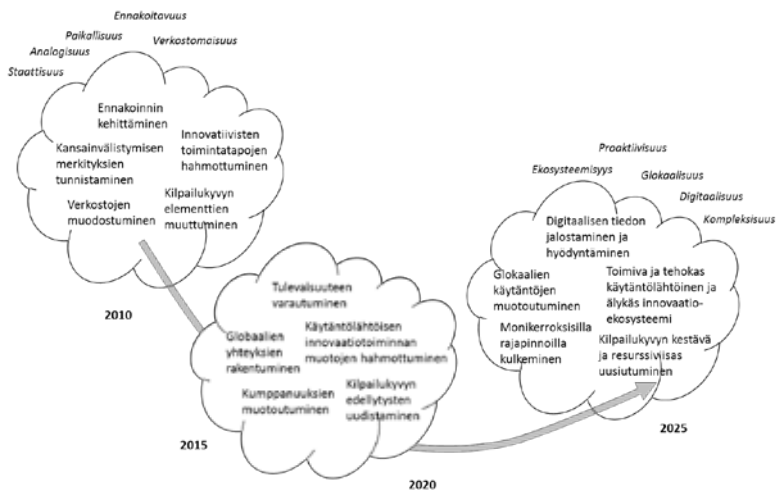 Ennakoitavuus
Paikallisuus
Verkostomaisuus
Analogisuus
Staattisuus
Ennakoinnin
kehittäminen
Innovatiivisten
toimintatapojen
hahmottuminen
Kansainvälistymisen
merkityksien
tunnistaminen
Kilpailukyvyn
elementtien
muuttuminen
Verkostojen
muodostuminen
2010
Tulevaisuuteen
varautuminen
Käytäntölähtöisen
innovaatiotoiminnan
muotojen hahmottuminen
Globaalien
yhteyksien
rakentuminen
Kilpailukyvyn
edellytysten
uudistaminen
Kumppanuuksien
muotoutuminen
2015
2020
Proaktiivisuus
Ekosysteemisyys
Glokaalisuus
Digitaalisuus
Kompleksisuus
Digitaalisen tiedon
jalostaminen ja
hyödyntäminen
Glokaalien
käytäntöjen
muotoutuminen
Toimiva ja tehokas
käytäntölähtöinen ja
älykäs innovaatio-
ekosysteemi
Monikerroksisilla
rajapinnoilla
kulkeminen
Kilpailukyvyn kestävä
ja resurssiviisas
uusiutuminen
2025